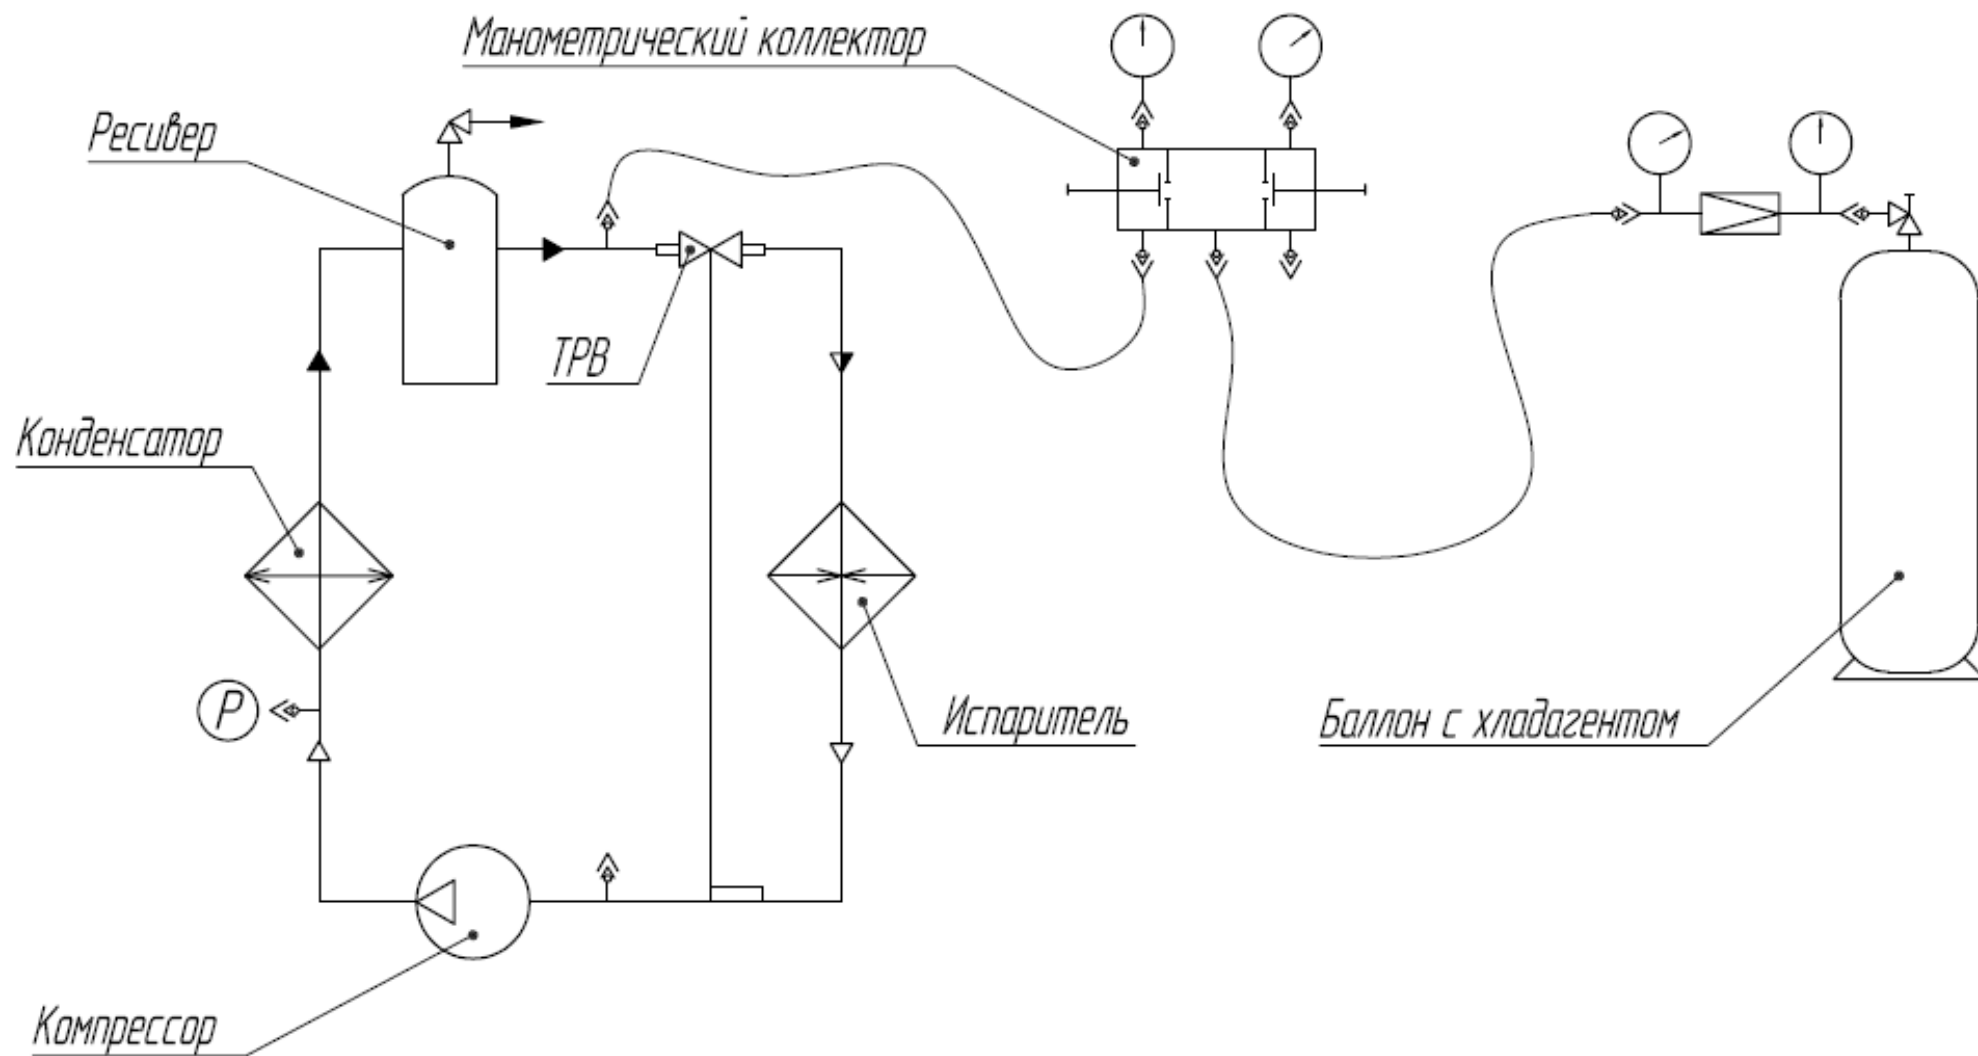 Манометрический коллектор
Ресивер
ТРВ
Конденсатор
Р
Испаритель
Баллон с хладагентом
Компрессор